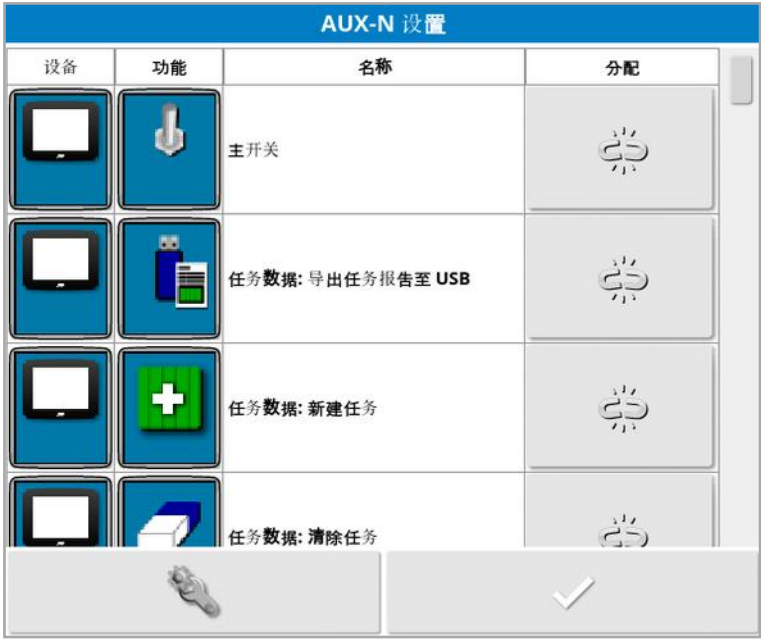 AUX-N 设置
设备 功能 名称 分配
主开关
任务数据: 导出任务报告至 USB
任务数据: 新建任务
任务数据: 清除任务